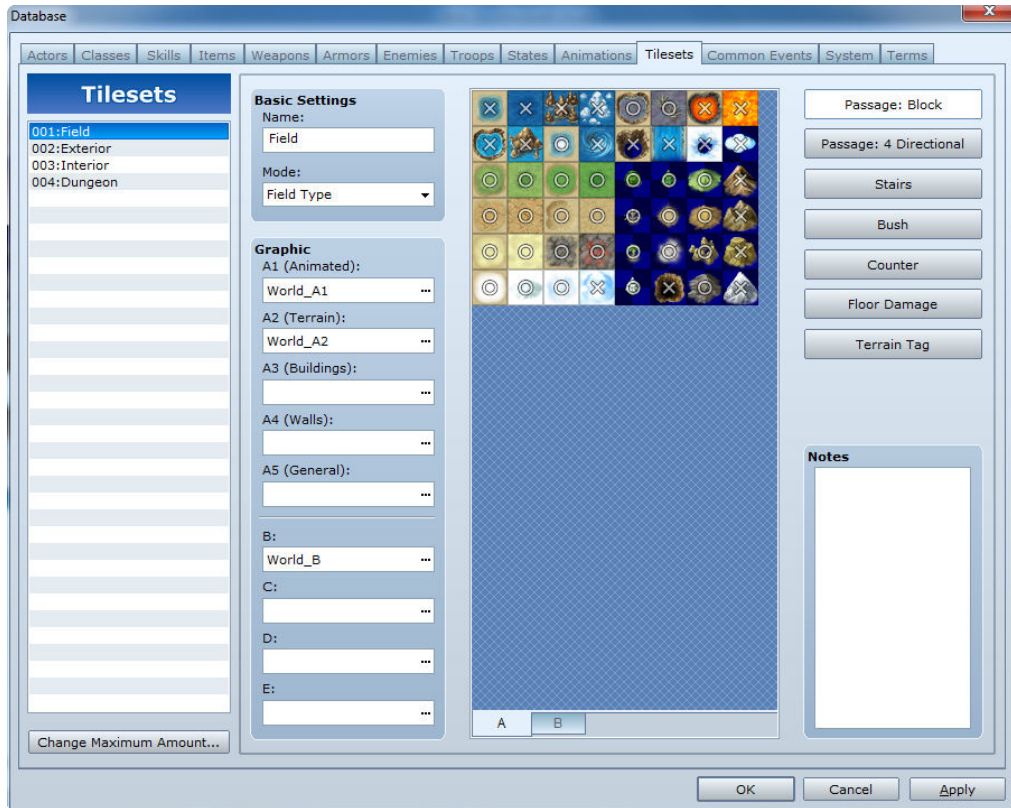 Database
Actors Classes Skills Items Weapons Armors Enemies Troops States Animations Tilesets Common Events System Terms
Tilesets
001:Field
002:Exterior
003:Interior
004:Dungeon
Change Maximum Amount...
Basic Settings
Name:
Field
Mode:
Field Type
Graphic
A1 (Animated):
World_A1
A2 (Terrain):
World_A2
A3 (Buildings):
A4 (Walls):
A5 (General):
B:
World_B
C:
D:
E:
A B
Passage: Block
Passage: 4 Directional
Stairs
Bush
Counter
Floor Damage
Terrain Tag
Notes
OK Cancel Apply